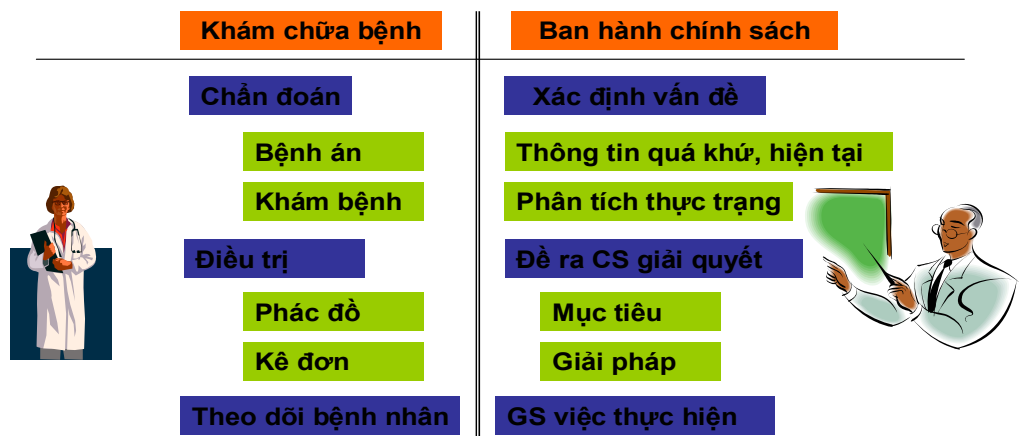 Khám chữa bệnh
Ban hành chính sách
Chẩn đoán
Xác định vấn đề
Bệnh án
Thông tin quá khứ, hiện tại
Khám bệnh
Phân tích thực trạng
Điều trị
Đề ra CS giải quyết
Phác đồ
Mục tiêu
Kê đơn
Giải pháp
Theo dõi bệnh nhân
GS việc thực hiện